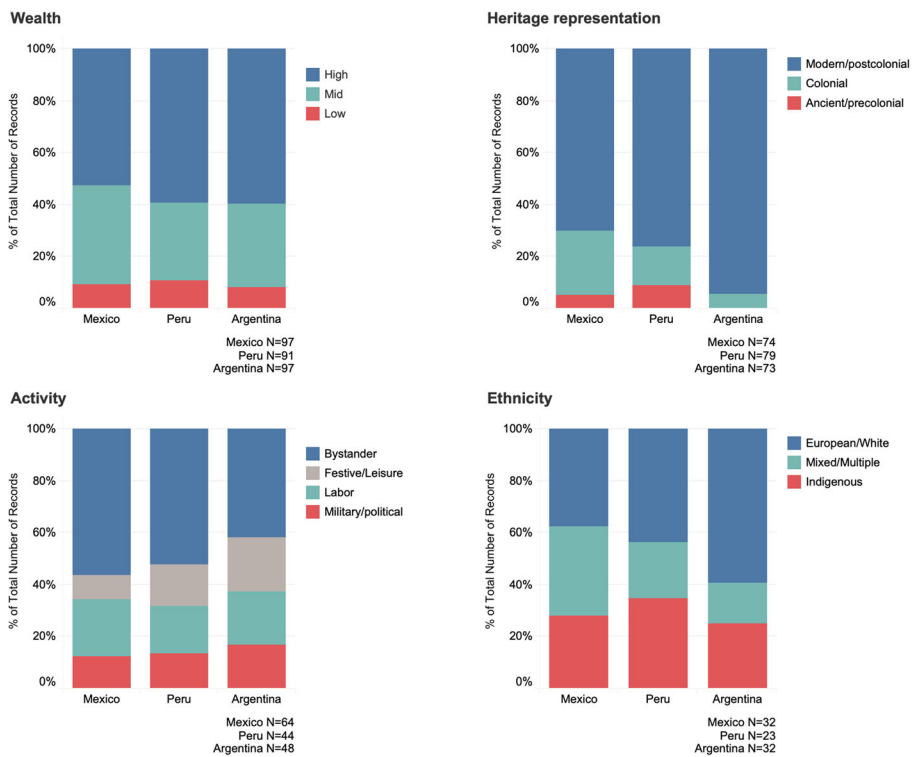 Wealth
% of Total Number of Records
100%
80%
60%
40%
20%
0%
Mexico Peru Argentina
High
Mid
Low
Mexico N=97
Peru N=91
Argentina N=97
Heritage representation
% of Total Number of Records
100%
80%
60%
40%
20%
0%
Mexico Peru Argentina
Modern/postcolonial
Colonial
Ancient/precolonial
Mexico N=74
Peru N=79
Argentina N=73
Activity
% of Total Number of Records
100%
80%
60%
40%
20%
0%
Mexico Peru Argentina
Bystander
Festive/Leisure
Labor
Military/political
Mexico N=64
Peru N=44
Argentina N=48
Ethnicity
% of Total Number of Records
100%
80%
60%
40%
20%
0%
Mexico Peru Argentina
European/White
Mixed/Multiple
Indigenous
Mexico N=32
Peru N=23
Argentina N=32